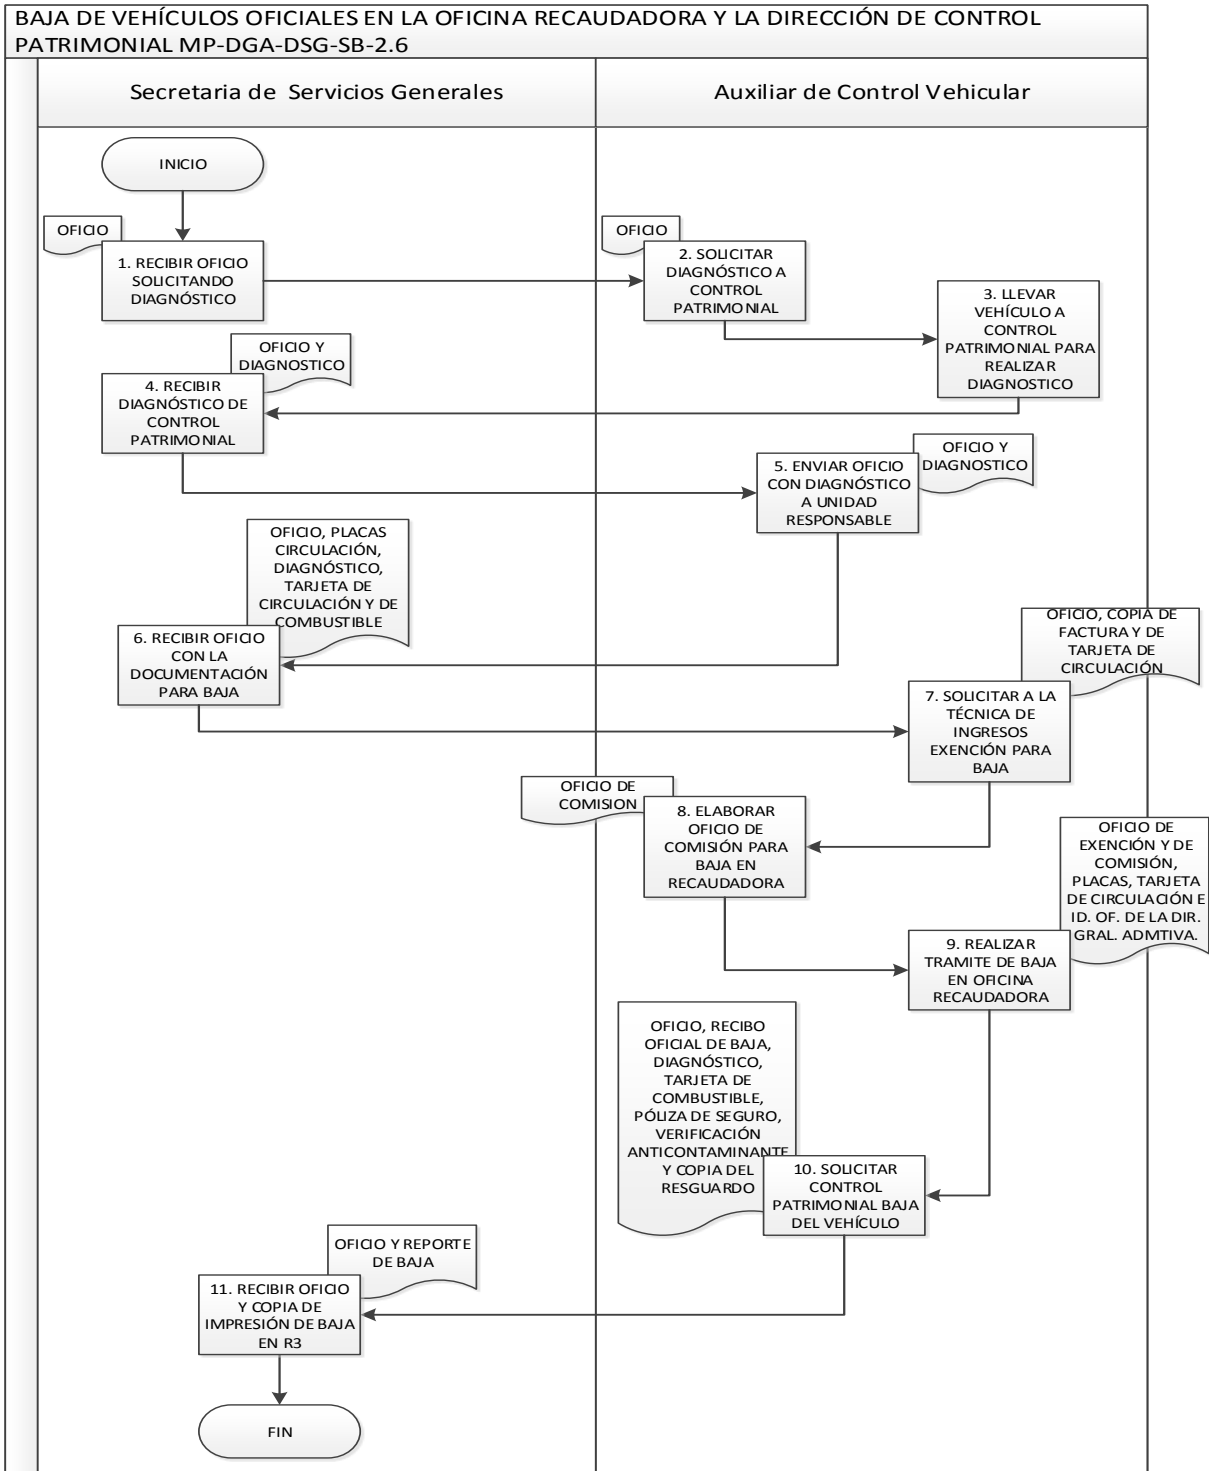 BAJA DE VEHÍCULOS OFICIALES EN LA OFICINA RECAUDADORA Y LA DIRECCIÓN DE CONTROL
PATRIMONIAL MP-DGA-DSG-SB-2.6
Secretaria de Servicios Generales
Auxiliar de Control Vehicular
INICIO
OFICIO
1. RECIBIR OFICIO
SOLICITANDO
DIAGNÓSTICO
OFICIO
2. SOLICITAR
DIAGNÓSTICO A
CONTROL
PATRIMONIAL
3. LLEVAR
VEHÍCULO A
CONTROL
PATRIMONIAL PARA
REALIZAR
DIAGNOSTICO
OFICIO Y
DIAGNOSTICO
4. RECIBIR
DIAGNÓSTICO DE
CONTROL
PATRIMONIAL
OFICIO Y
DIAGNOSTICO
5. ENVIAR OFICIO
CON DIAGNÓSTICO
A UNIDAD
RESPONSABLE
OFICIO, PLACAS
CIRCULACIÓN,
DIAGNÓSTICO,
TARJETA DE
CIRCULACIÓN Y DE
COMBUSTIBLE
6. RECIBIR OFICIO
CON LA
DOCUMENTACIÓN
PARA BAJA
OFICIO, COPIA DE
FACTURA Y DE
TARJETA DE
CIRCULACIÓN
7. SOLICITAR A LA
TÉCNICA DE
INGRESOS
EXENCIÓN PARA
BAJA
OFICIO DE
COMISION
8. ELABORAR
OFICIO DE
COMISIÓN PARA
BAJA EN
RECAUDADORA
OFICIO DE
EXENCIÓN Y DE
COMISIÓN,
PLACAS, TARJETA
DE CIRCULACIÓN E
ID. OF. DE LA DIR.
GRAL. ADMTIVA.
9. REALIZAR
TRAMITE DE BAJA
EN OFICINA
RECAUDADORA
OFICIO, RECIBO
OFICIAL DE BAJA,
DIAGNÓSTICO,
TARJETA DE
COMBUSTIBLE,
PÓLIZA DE SEGURO,
VERIFICACIÓN
ANTICONTAMINANTE
Y COPIA DEL
RESGUARDO
10. SOLICITAR
CONTROL
PATRIMONIAL BAJA
DEL VEHÍCULO
OFICIO Y REPORTE
DE BAJA
11. RECIBIR OFICIO
Y COPIA DE
IMPRESIÓN DE BAJA
EN R3
FIN